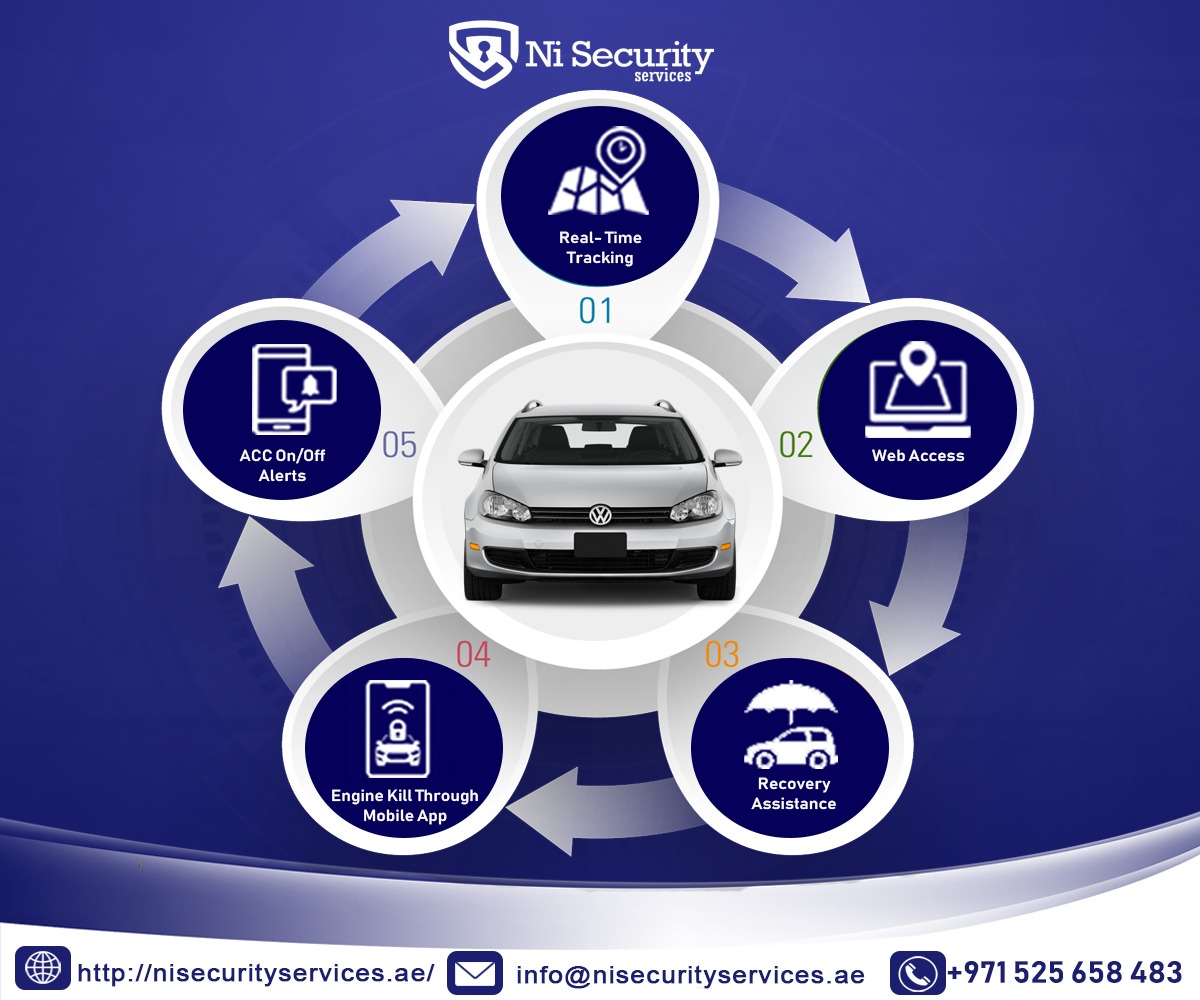 Ni Security
services
Real- Time
Tracking
01
02
Web Access
03
Recovery
Assistance
04
Engine Kill Through
Mobile App
05
ACC On/Off
Alerts
http://nisecurityservices.ae/
info@nisecurityservices.ae
+971 525 658 483